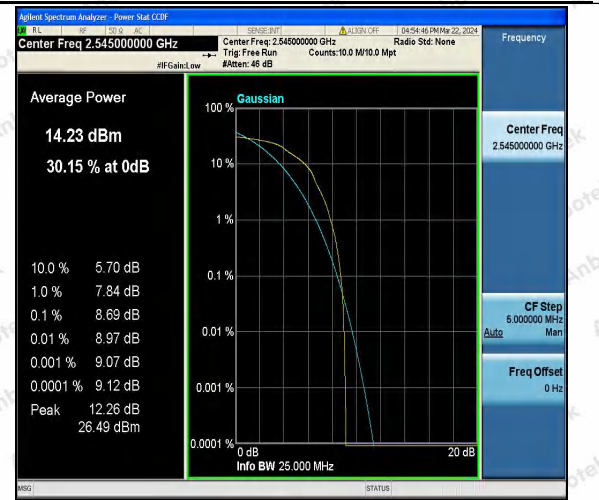 Agilent Spectrum Analyzer - Power Stat CCDF
RL RF 50 Ω AC SENSE:INT ALIGN OFF 04:54:46 PM Mar 22, 2024
Center Freq 2.545000000 GHz
Center Freq: 2.545000000 GHz Radio Std: None
Trig: Free Run Counts:10.0 M/10.0 Mpt
#IFGain:Low #Atten: 46 dB
Frequency
Average Power
14.23 dBm
30.15 % at 0dB
10.0 % 5.70 dB
1.0 % 7.84 dB
0.1 % 8.69 dB
0.01 % 8.97 dB
0.001 % 9.07 dB
0.0001 % 9.12 dB
Peak 12.26 dB
26.49 dBm
Gaussian
100 %
10 %
1 %
0.1 %
0.01 %
0.001 %
0.0001 %
0 dB 20 dB
Info BW 25.000 MHz
Center Freq
2.545000000 GHz
CF Step
5.000000 MHz
Auto Man
Freq Offset
0 Hz
MSG STATUS